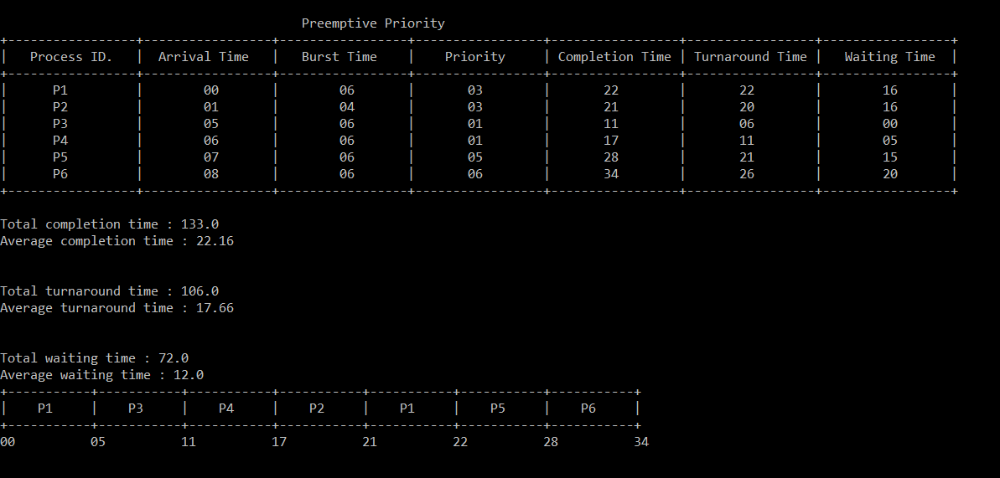 Preemptive Priority
+-----------------+-----------------+-----------------+-----------------+-----------------+-----------------+-----------------+
| Process ID. | Arrival Time | Burst Time | Priority | Completion Time | Turnaround Time | Waiting Time |
+-----------------+-----------------+-----------------+-----------------+-----------------+-----------------+-----------------+
| P1 | 00 | 06 | 03 | 22 | 22 | 16 |
| P2 | 01 | 04 | 03 | 21 | 20 | 16 |
| P3 | 05 | 06 | 01 | 11 | 06 | 00 |
| P4 | 06 | 06 | 01 | 17 | 11 | 05 |
| P5 | 07 | 06 | 05 | 28 | 21 | 15 |
| P6 | 08 | 06 | 06 | 34 | 26 | 20 |
+-----------------+-----------------+-----------------+-----------------+-----------------+-----------------+-----------------+
Total completion time : 133.0
Average completion time : 22.16
Total turnaround time : 106.0
Average turnaround time : 17.66
Total waiting time : 72.0
Average waiting time : 12.0
+-----------+-----------+-----------+-----------+-----------+-----------+-----------+
| P1 | P3 | P4 | P2 | P1 | P5 | P6 |
+-----------+-----------+-----------+-----------+-----------+-----------+-----------+
00 05 11 17 21 22 28 34